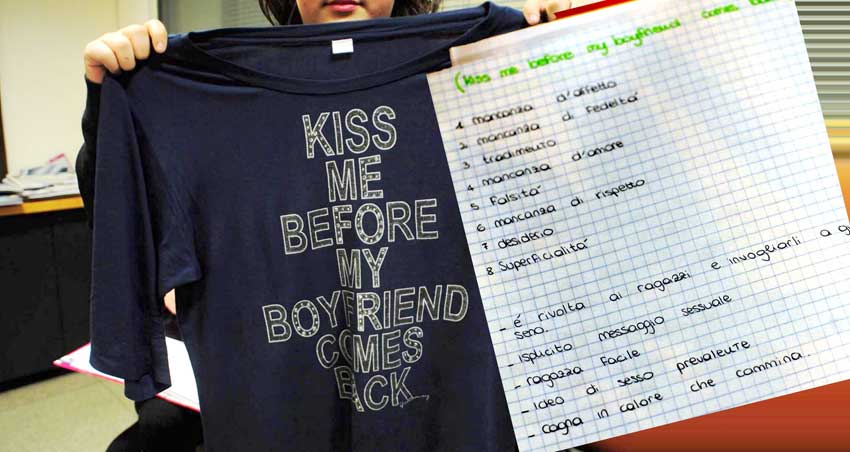 KISS
ME
BEFORE
MY
BOYFRIEND
COMES
BACK
(Kiss me before my boyfriend comes
1 mancanza d'affetto
2 mancanza di fedeltà
3 tradimento
4 mancanza d'amore
5 falsità
6 mancanza di rispetto
7 desiderio
8 superficialità
- é rivolta ai ragazzi e invogliarli a
seno.
- Ispicito messaggio sessuale
- ragazza facile
- Idea di sesso prevalente
- cagna in calore che cammina.